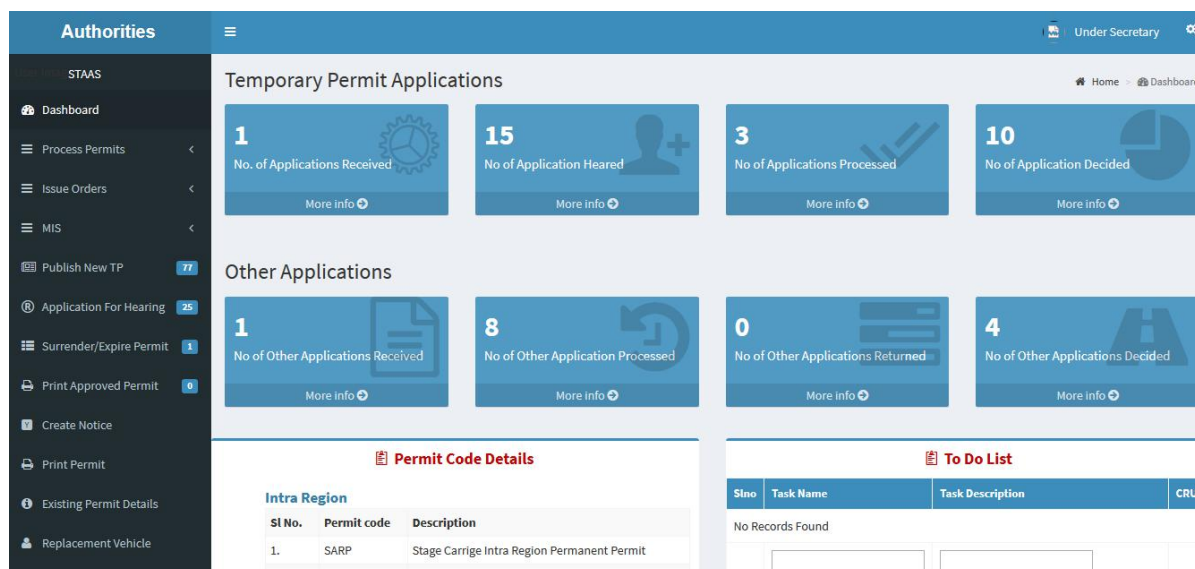 Authorities
Under Secretary
STAAS
Dashboard
Process Permits
Issue Orders
MIS
Publish New TP 77
Application For Hearing 25
Surrender/Expire Permit 1
Print Approved Permit 0
Create Notice
Print Permit
Existing Permit Details
Replacement Vehicle
Temporary Permit Applications
Home > Dashboard
1
No. of Applications Received
More info
15
No of Application Heared
More info
3
No of Applications Processed
More info
10
No of Application Decided
More info
Other Applications
1
No of Other Applications Received
More info
8
No of Other Application Processed
More info
0
No of Other Applications Returned
More info
4
No of Other Applications Decided
More info
Permit Code Details
Intra Region
Sl No. Permit code Description
1. SARP Stage Carrige Intra Region Permanent Permit
To Do List
Slno Task Name Task Description CRU
No Records Found